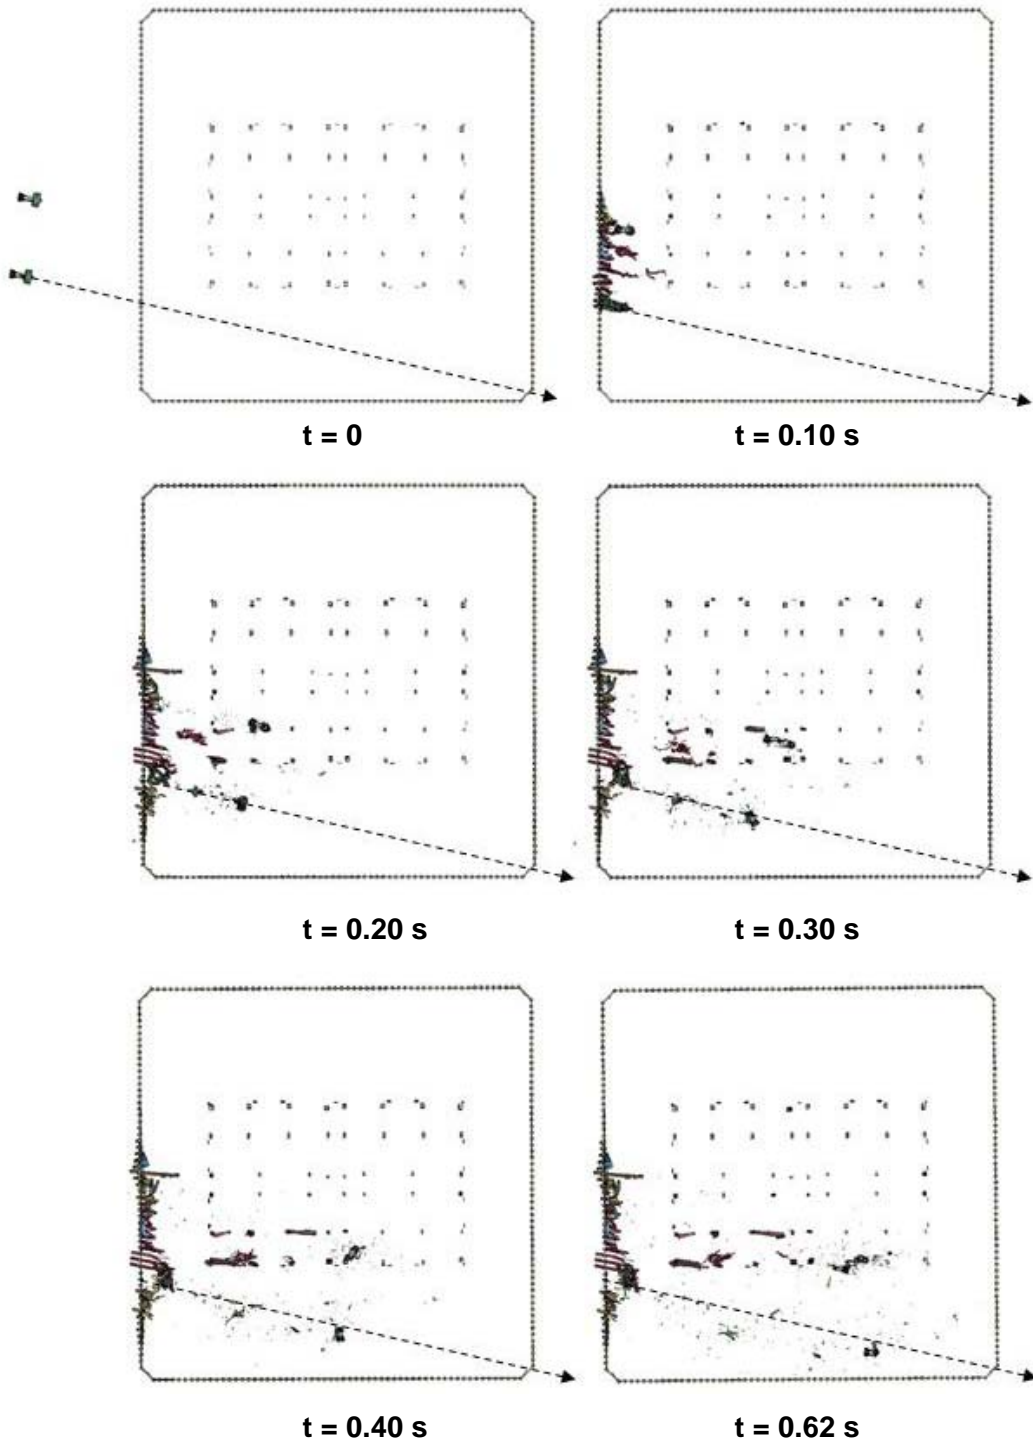 t = 0
t = 0.10 s
t = 0.20 s
t = 0.30 s
t = 0.40 s
t = 0.62 s